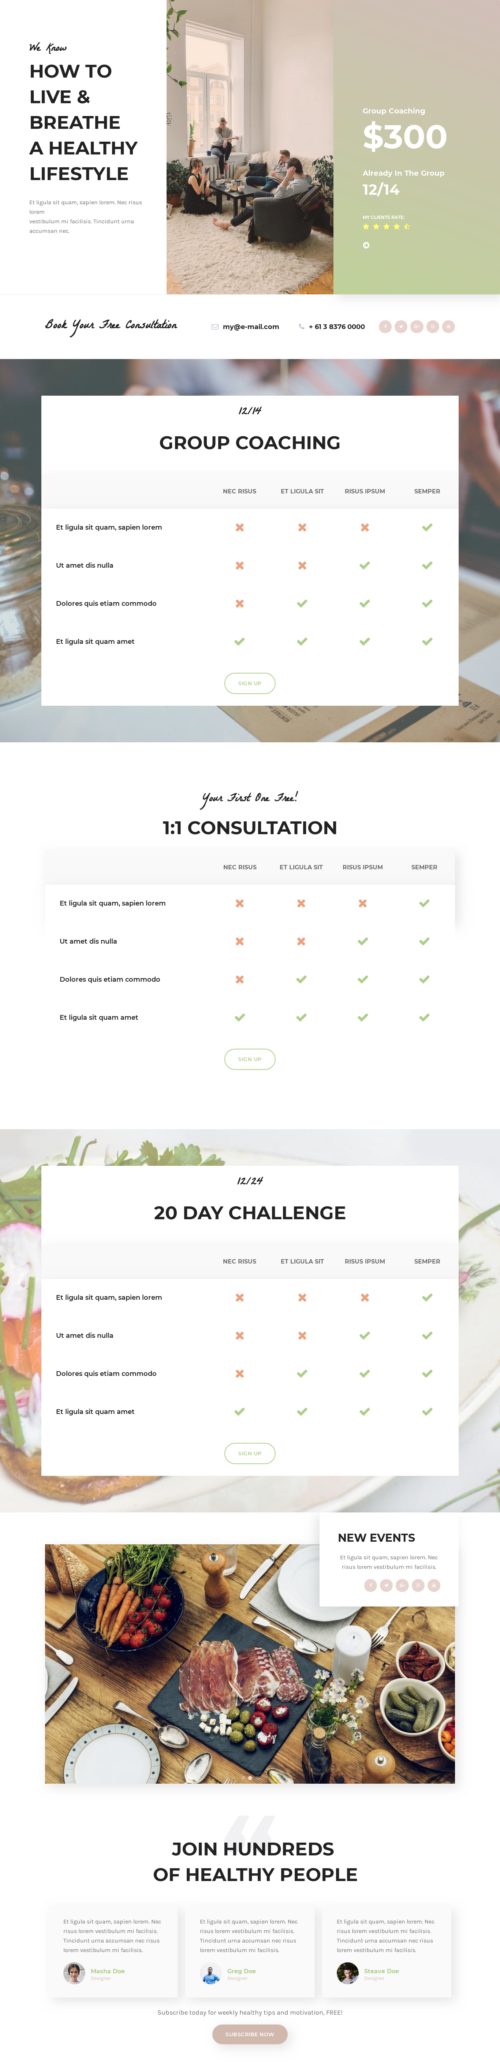 We Know
HOW TO
LIVE &
BREATHE
A HEALTHY
LIFESTYLE
Et ligula sit quam, sapien lorem. Nec risus
lorem
vestibulum mi facilisis. Tincidunt urna
accumsan nec.
Group Coaching
$300
Already In The Group
12/14
MY CLIENTS RATE:
Book Your Free Consultation
my@e-mail.com
+ 61 3 8376 0000
12/14
GROUP COACHING
NEC RISUS ET LIGULA SIT RISUS IPSUM SEMPER
Et ligula sit quam, sapien lorem
Ut amet dis nulla
Dolores quis etiam commodo
Et ligula sit quam amet
SIGN UP
Your First One Free!
1:1 CONSULTATION
NEC RISUS ET LIGULA SIT RISUS IPSUM SEMPER
Et ligula sit quam, sapien lorem
Ut amet dis nulla
Dolores quis etiam commodo
Et ligula sit quam amet
SIGN UP
12/24
20 DAY CHALLENGE
NEC RISUS ET LIGULA SIT RISUS IPSUM SEMPER
Et ligula sit quam, sapien lorem
Ut amet dis nulla
Dolores quis etiam commodo
Et ligula sit quam amet
SIGN UP
NEW EVENTS
Et ligula sit quam, sapien lorem. Nec
risus lorem vestibulum mi facilisis.
JOIN HUNDREDS
OF HEALTHY PEOPLE
Et ligula sit quam, sapien lorem. Nec
risus lorem vestibulum mi facilisis.
Tincidunt urna accumsan nec risus
lorem vestibulum mi facilisis.
Masha Doe
Designer
Et ligula sit quam, sapien lorem. Nec
risus lorem vestibulum mi facilisis.
Tincidunt urna accumsan nec risus
lorem vestibulum mi facilisis.
Greg Doe
Designer
Et ligula sit quam, sapien lorem. Nec
risus lorem vestibulum mi facilisis.
Tincidunt urna accumsan nec risus
lorem vestibulum mi facilisis.
Steave Doe
Designer
Subscribe today for weekly healthy tips and motivation, FREE!
SUBSCRIBE NOW